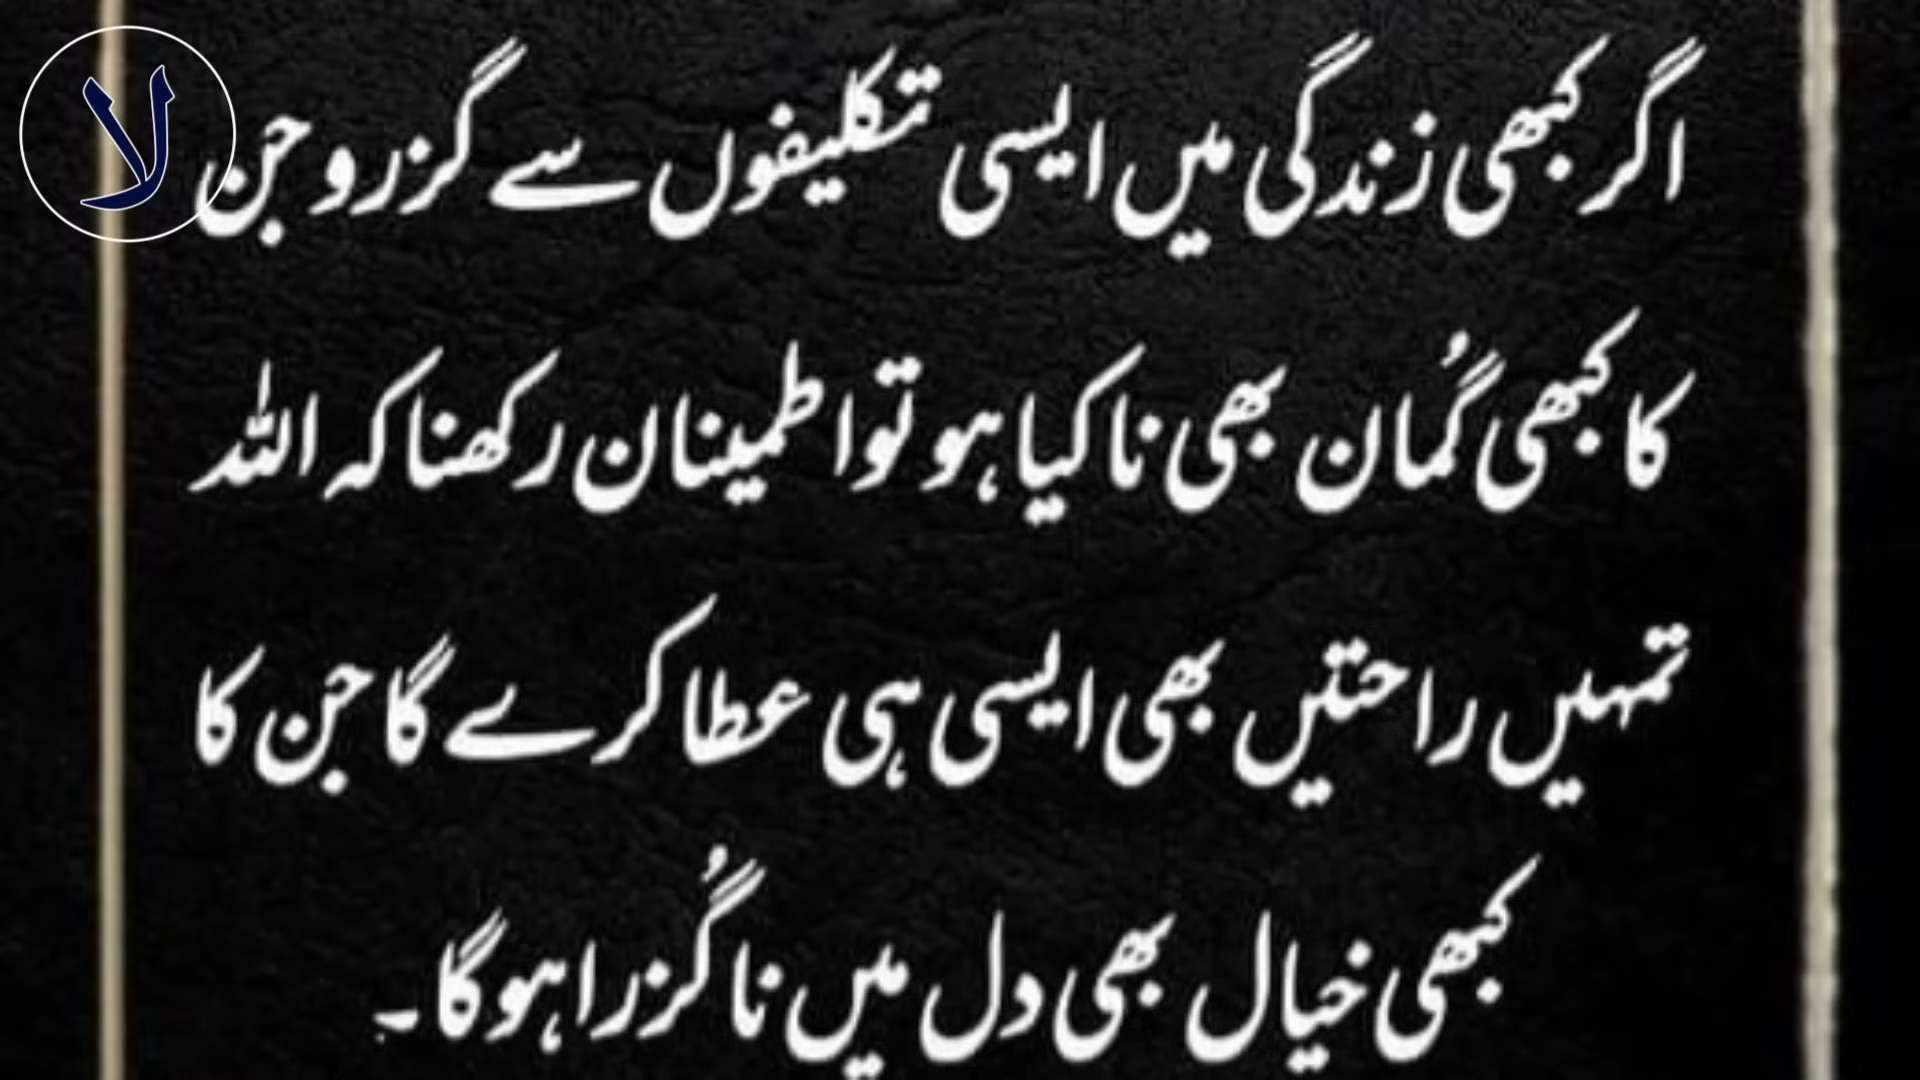 لا
اگر کبھی زندگی میں ایسی تکلیفوں سے گزرو جن
کا کبھی گُمان بھی نا کیا ہو تو اطمینان رکھنا کہ اللہ
تمہیں راحتیں بھی ایسی ہی عطا کرے گا جن کا
کبھی خیال بھی دل میں نا گُزرا ہوگا۔